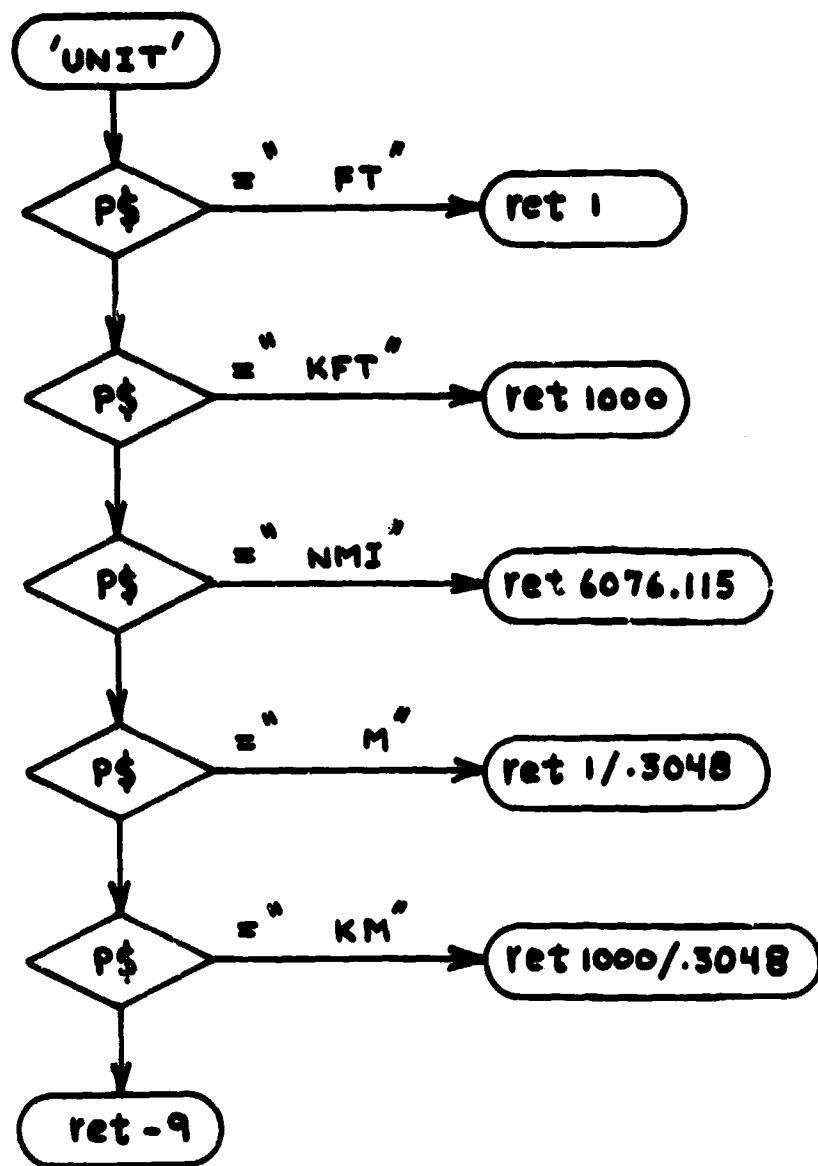 'UNIT'
P$ =" FT" ret 1
P$ =" KFT" ret 1000
P$ =" NMI" ret 6076.115
P$ =" M" ret 1/.3048
P$ =" KM" ret 1000/.3048
ret -9